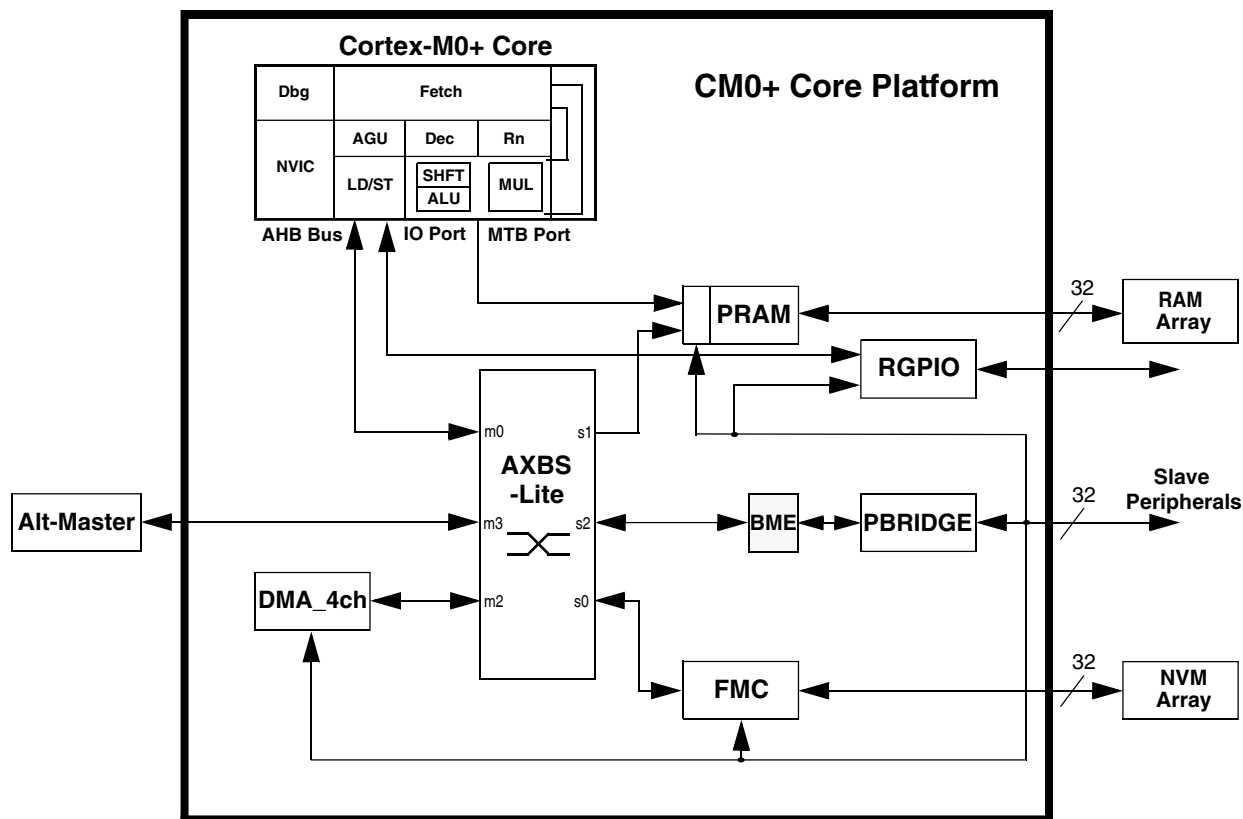 Cortex-M0+ Core
CM0+ Core Platform
Dbg
Fetch
AGU
Dec
Rn
NVIC
LD/ST
SHFT
ALU
MUL
AHB Bus
IO Port
MTB Port
PRAM
32
RAM
Array
RGPIO
m0
s1
AXBS
-Lite
Alt-Master
m3
s2
BME
PBRIDGE
32
Slave
Peripherals
DMA_4ch
m2
s0
FMC
32
NVM
Array